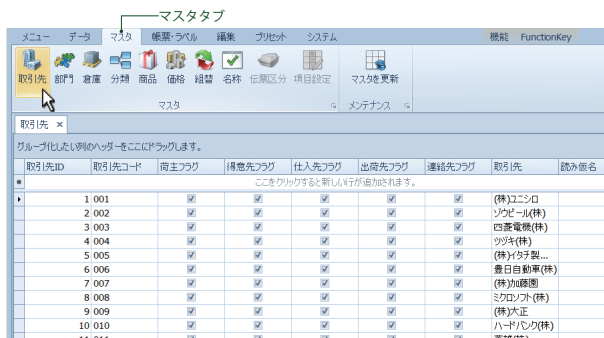 マスタタブ
メニュー データ マスタ 帳票・ラベル 編集 プリセット システム 機能 FunctionKey
取引先 部門 倉庫 分類 商品 価格 組替 名称 伝票区分 項目設定 マスタを更新
マスタ メンテナンス
取引先 ×
グループ化したい列のヘッダーをここにドラッグします。
取引先ID 取引先コード 荷主フラグ 得意先フラグ 仕入先フラグ 出荷先フラグ 連絡先フラグ 取引先 読み仮名
ここをクリックすると新しい行が追加されます。
1 001 (株)ユニシロ
2 002 ゾウビール(株)
3 003 四菱電機(株)
4 004 ツヅキ(株)
5 005 (株)イタチ製...
6 006 豊日自動車(株)
7 007 (株)加藤園
8 008 ミクロソフト(株)
9 009 (株)大正
10 010 ハードバンク(株)